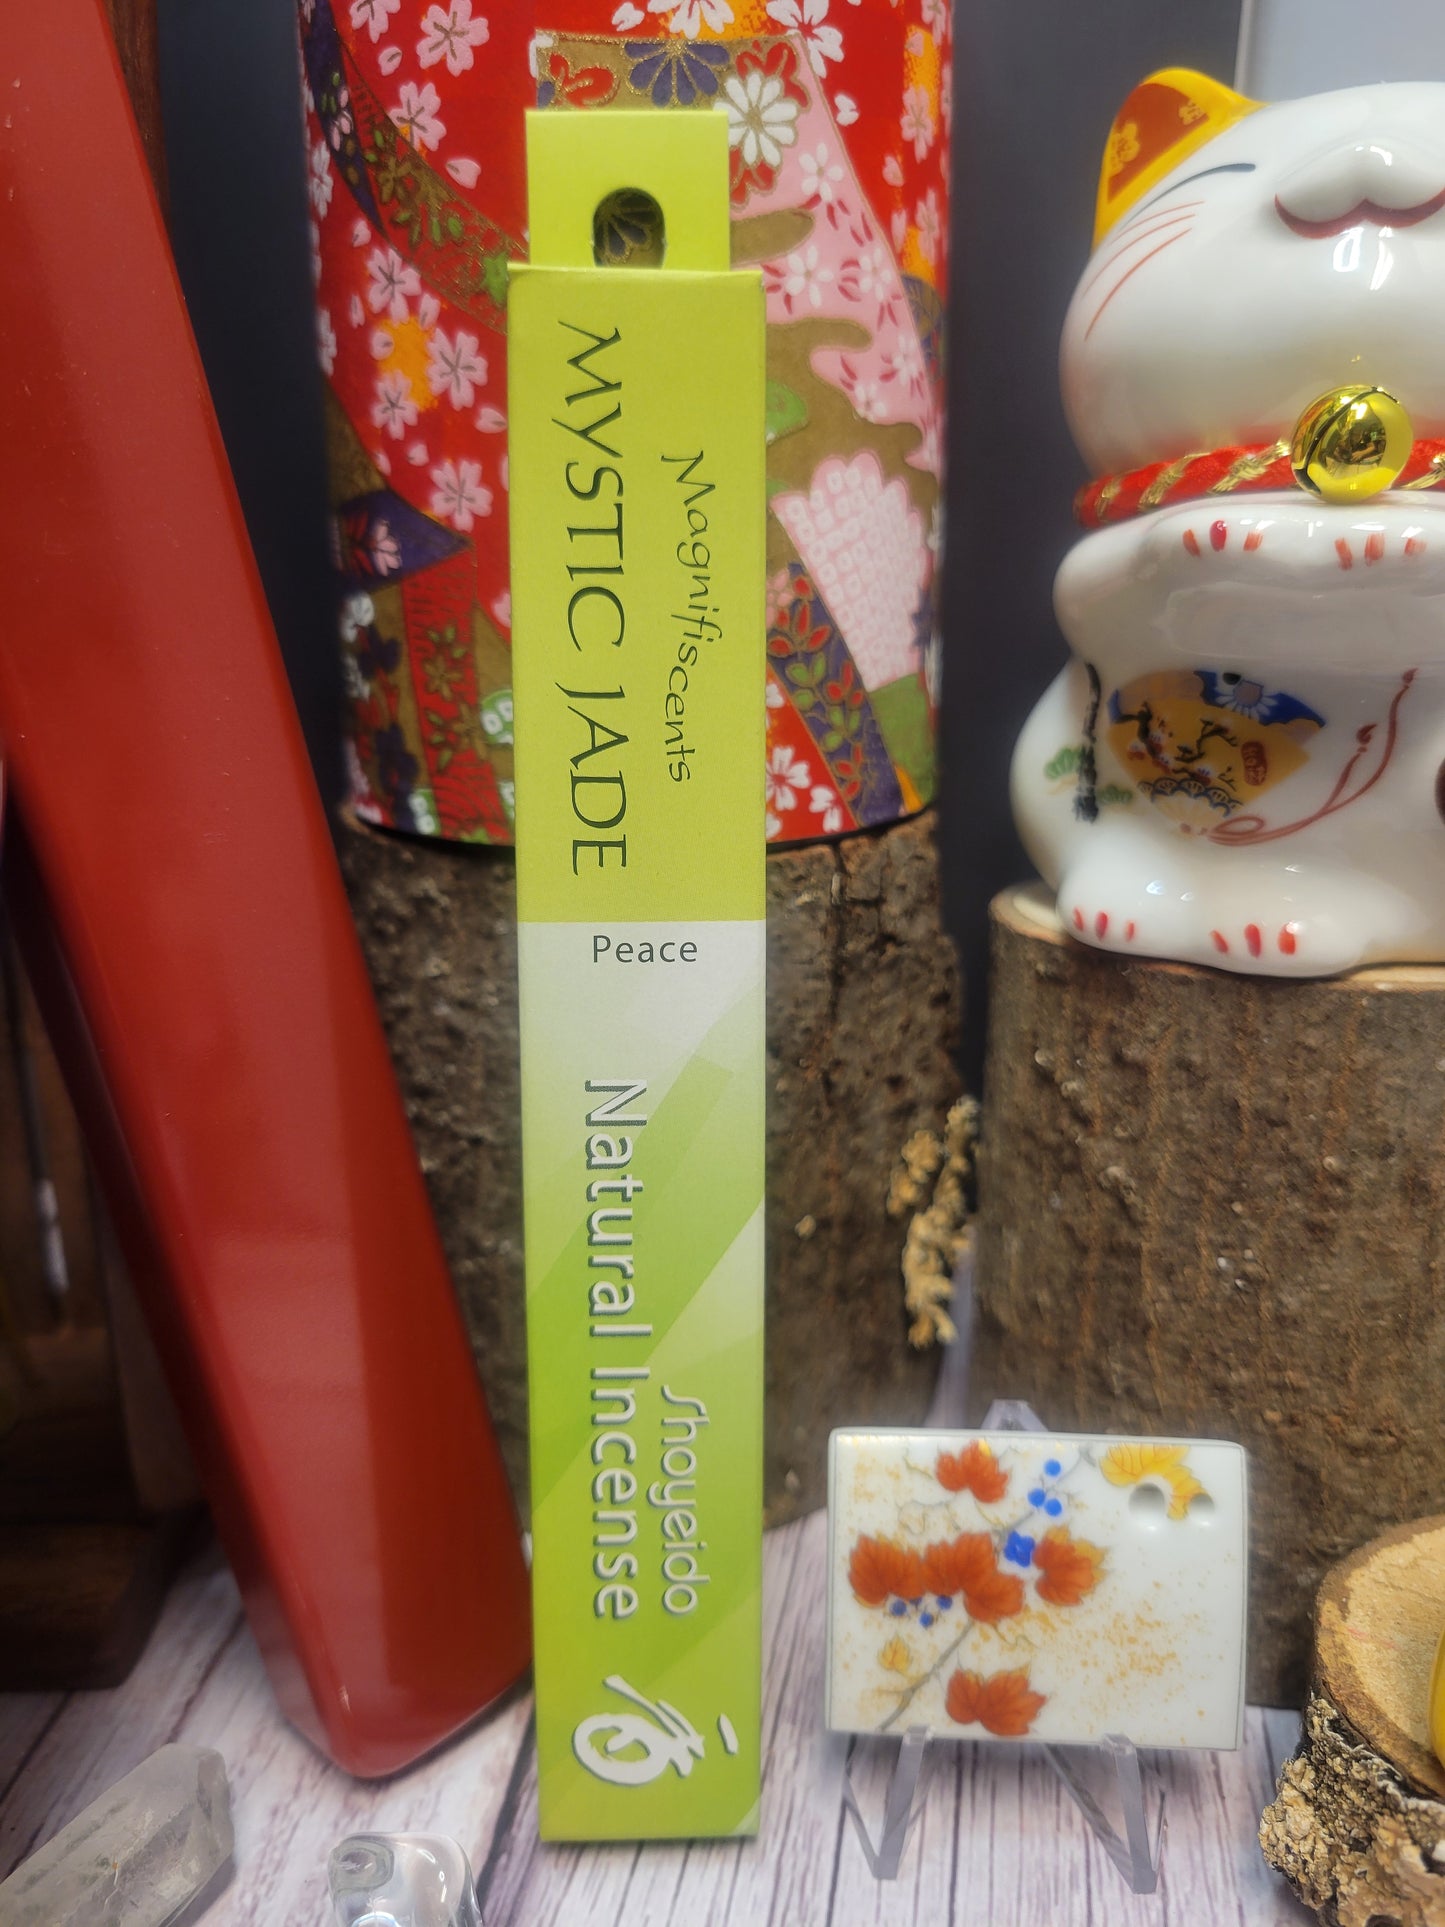 Magnifiscents
MYSTIC JADE
Peace
Shoyeido
Natural Incense